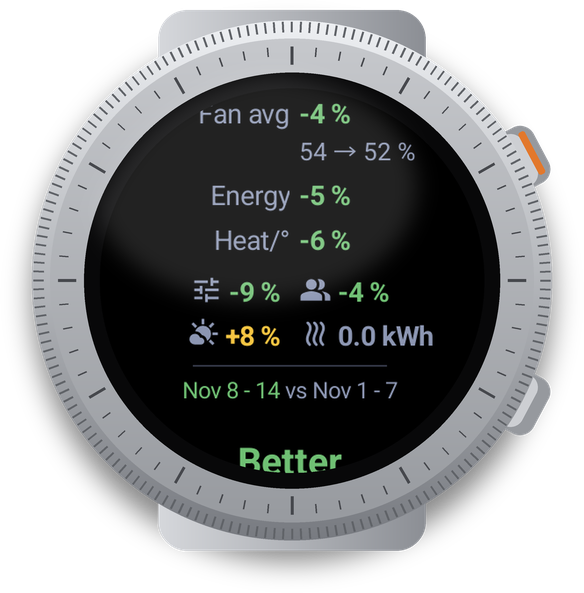 Fan avg -4 %
54 → 52 %
Energy -5 %
Heat/° -6 %
-9 % -4 %
+8 % 0.0 kWh
Nov 8 - 14 vs Nov 1 - 7
Better